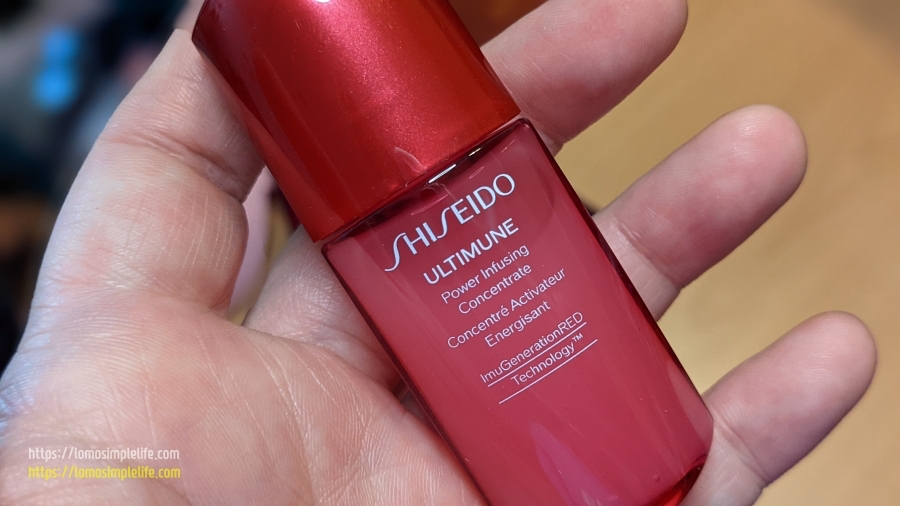 SHISEIDO
ULTIMUNE
Power Infusing
Concentrate
Concentré Activateur
Energisant
ImuGenerationRED
Technology™
https://lomosimplelife.com
https://lomosimplelife.com